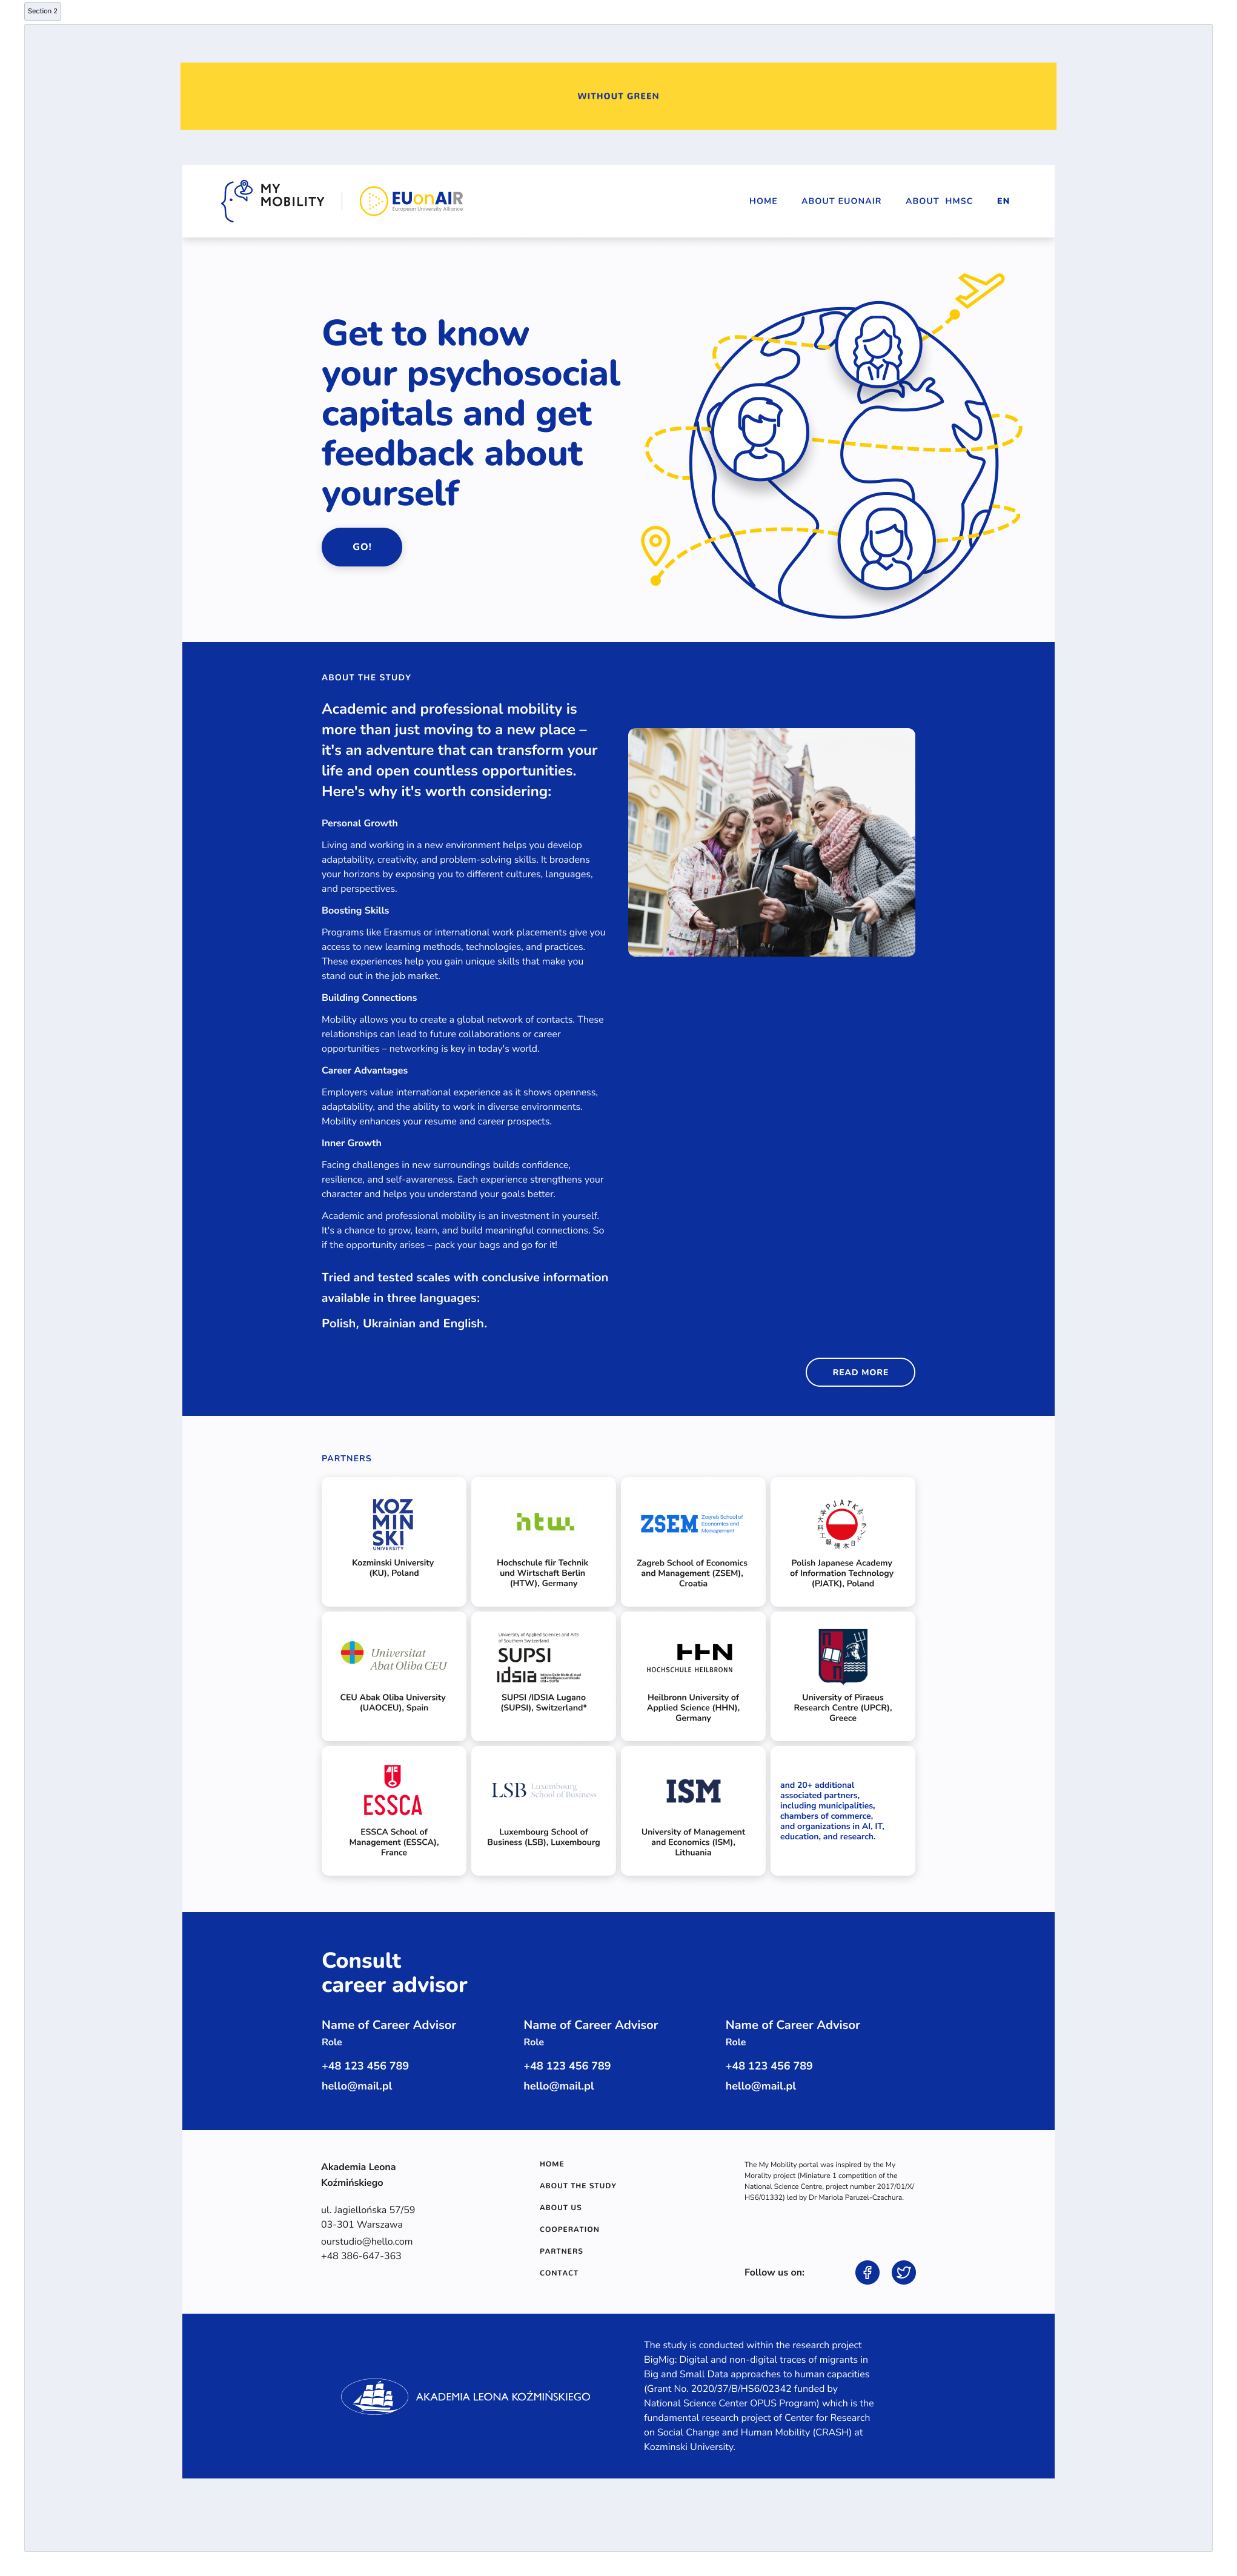 Section 2
WITHOUT GREEN
MY
MOBILITY
EUonAIR
European University Alliance
HOME
ABOUT EUONAIR
ABOUT HMSC
EN
Get to know
your psychosocial
capitals and get
feedback about
yourself
GO!
ABOUT THE STUDY
Academic and professional mobility is
more than just moving to a new place –
it's an adventure that can transform your
life and open countless opportunities.
Here's why it's worth considering:
Personal Growth
Living and working in a new environment helps you develop
adaptability, creativity, and problem-solving skills. It broadens
your horizons by exposing you to different cultures, languages,
and perspectives.
Boosting Skills
Programs like Erasmus or international work placements give you
access to new learning methods, technologies, and practices.
These experiences help you gain unique skills that make you
stand out in the job market.
Building Connections
Mobility allows you to create a global network of contacts. These
relationships can lead to future collaborations or career
opportunities – networking is key in today's world.
Career Advantages
Employers value international experience as it shows openness,
adaptability, and the ability to work in diverse environments.
Mobility enhances your resume and career prospects.
Inner Growth
Facing challenges in new surroundings builds confidence,
resilience, and self-awareness. Each experience strengthens your
character and helps you understand your goals better.
Academic and professional mobility is an investment in yourself.
It's a chance to grow, learn, and build meaningful connections. So
if the opportunity arises – pack your bags and go for it!
Tried and tested scales with conclusive information
available in three languages:
Polish, Ukrainian and English.
READ MORE
PARTNERS
KOZ
MIN
SKI
UNIVERSITY
Kozminski University
(KU), Poland
htw.
Hochschule flir Technik
und Wirtschaft Berlin
(HTW), Germany
ZSEM
Zagreb School of
Economics and
Management
Zagreb School of Economics
and Management (ZSEM),
Croatia
PJATK
Polish Japanese Academy
of Information Technology
(PJATK), Poland
Universitat
Abat Oliba CEU
CEU Abak Oliba University
(UAOCEU), Spain
University of Applied Sciences and Arts
of Southern Switzerland
SUPSI
idsia
SUPSI /IDSIA Lugano
(SUPSI), Switzerland*
HHN
HOCHSCHULE HEILBRONN
Heilbronn University of
Applied Science (HHN),
Germany
University of Piraeus
Research Centre (UPCR),
Greece
ESSCA
ESSCA School of
Management (ESSCA),
France
LSB
Luxembourg
School of Business
Luxembourg School of
Business (LSB), Luxembourg
ISM
University of Management
and Economics (ISM),
Lithuania
and 20+ additional
associated partners,
including municipalities,
chambers of commerce,
and organizations in AI, IT,
education, and research.
Consult
career advisor
Name of Career Advisor
Role
+48 123 456 789
hello@mail.pl
Name of Career Advisor
Role
+48 123 456 789
hello@mail.pl
Name of Career Advisor
Role
+48 123 456 789
hello@mail.pl
Akademia Leona
Koźmińskiego
ul. Jagiellońska 57/59
03-301 Warszawa
ourstudio@hello.com
+48 386-647-363
HOME
ABOUT THE STUDY
ABOUT US
COOPERATION
PARTNERS
CONTACT
The My Mobility portal was inspired by the My
Morality project (Miniature 1 competition of the
National Science Centre, project number 2017/01/X/
HS6/01332) led by Dr Mariola Paruzel-Czachura.
Follow us on:
AKADEMIA LEONA KOŹMIŃSKIEGO
The study is conducted within the research project
BigMig: Digital and non-digital traces of migrants in
Big and Small Data approaches to human capacities
(Grant No. 2020/37/B/HS6/02342 funded by
National Science Center OPUS Program) which is the
fundamental research project of Center for Research
on Social Change and Human Mobility (CRASH) at
Kozminski University.